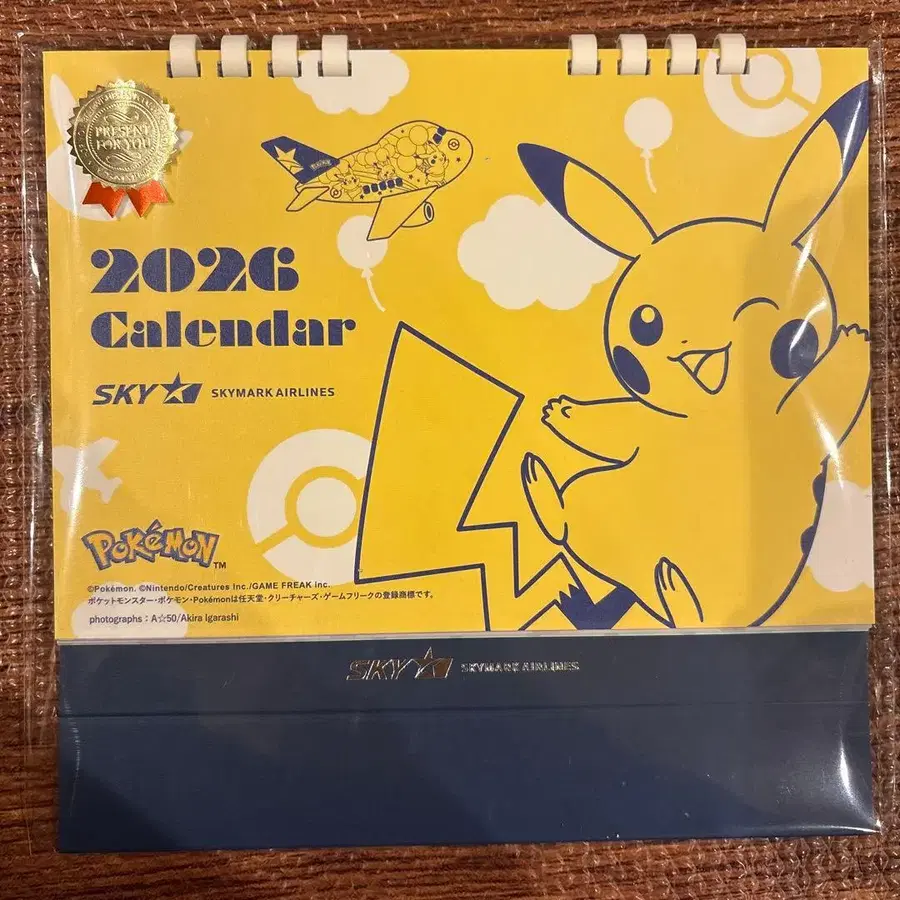 PRESENT
FOR YOU
Pokémon
2026
Calendar
SKY
SKYMARK AIRLINES
POKéMON
TM
©Pokémon. ©Nintendo/Creatures Inc./GAME FREAK inc.
ポケットモンスター・ポケモン・Pokémonは任天堂・クリーチャーズ・ゲームフリークの登録商標です。
photographs：A☆50/Akira Igarashi
SKY
SKYMARK AIRLINES